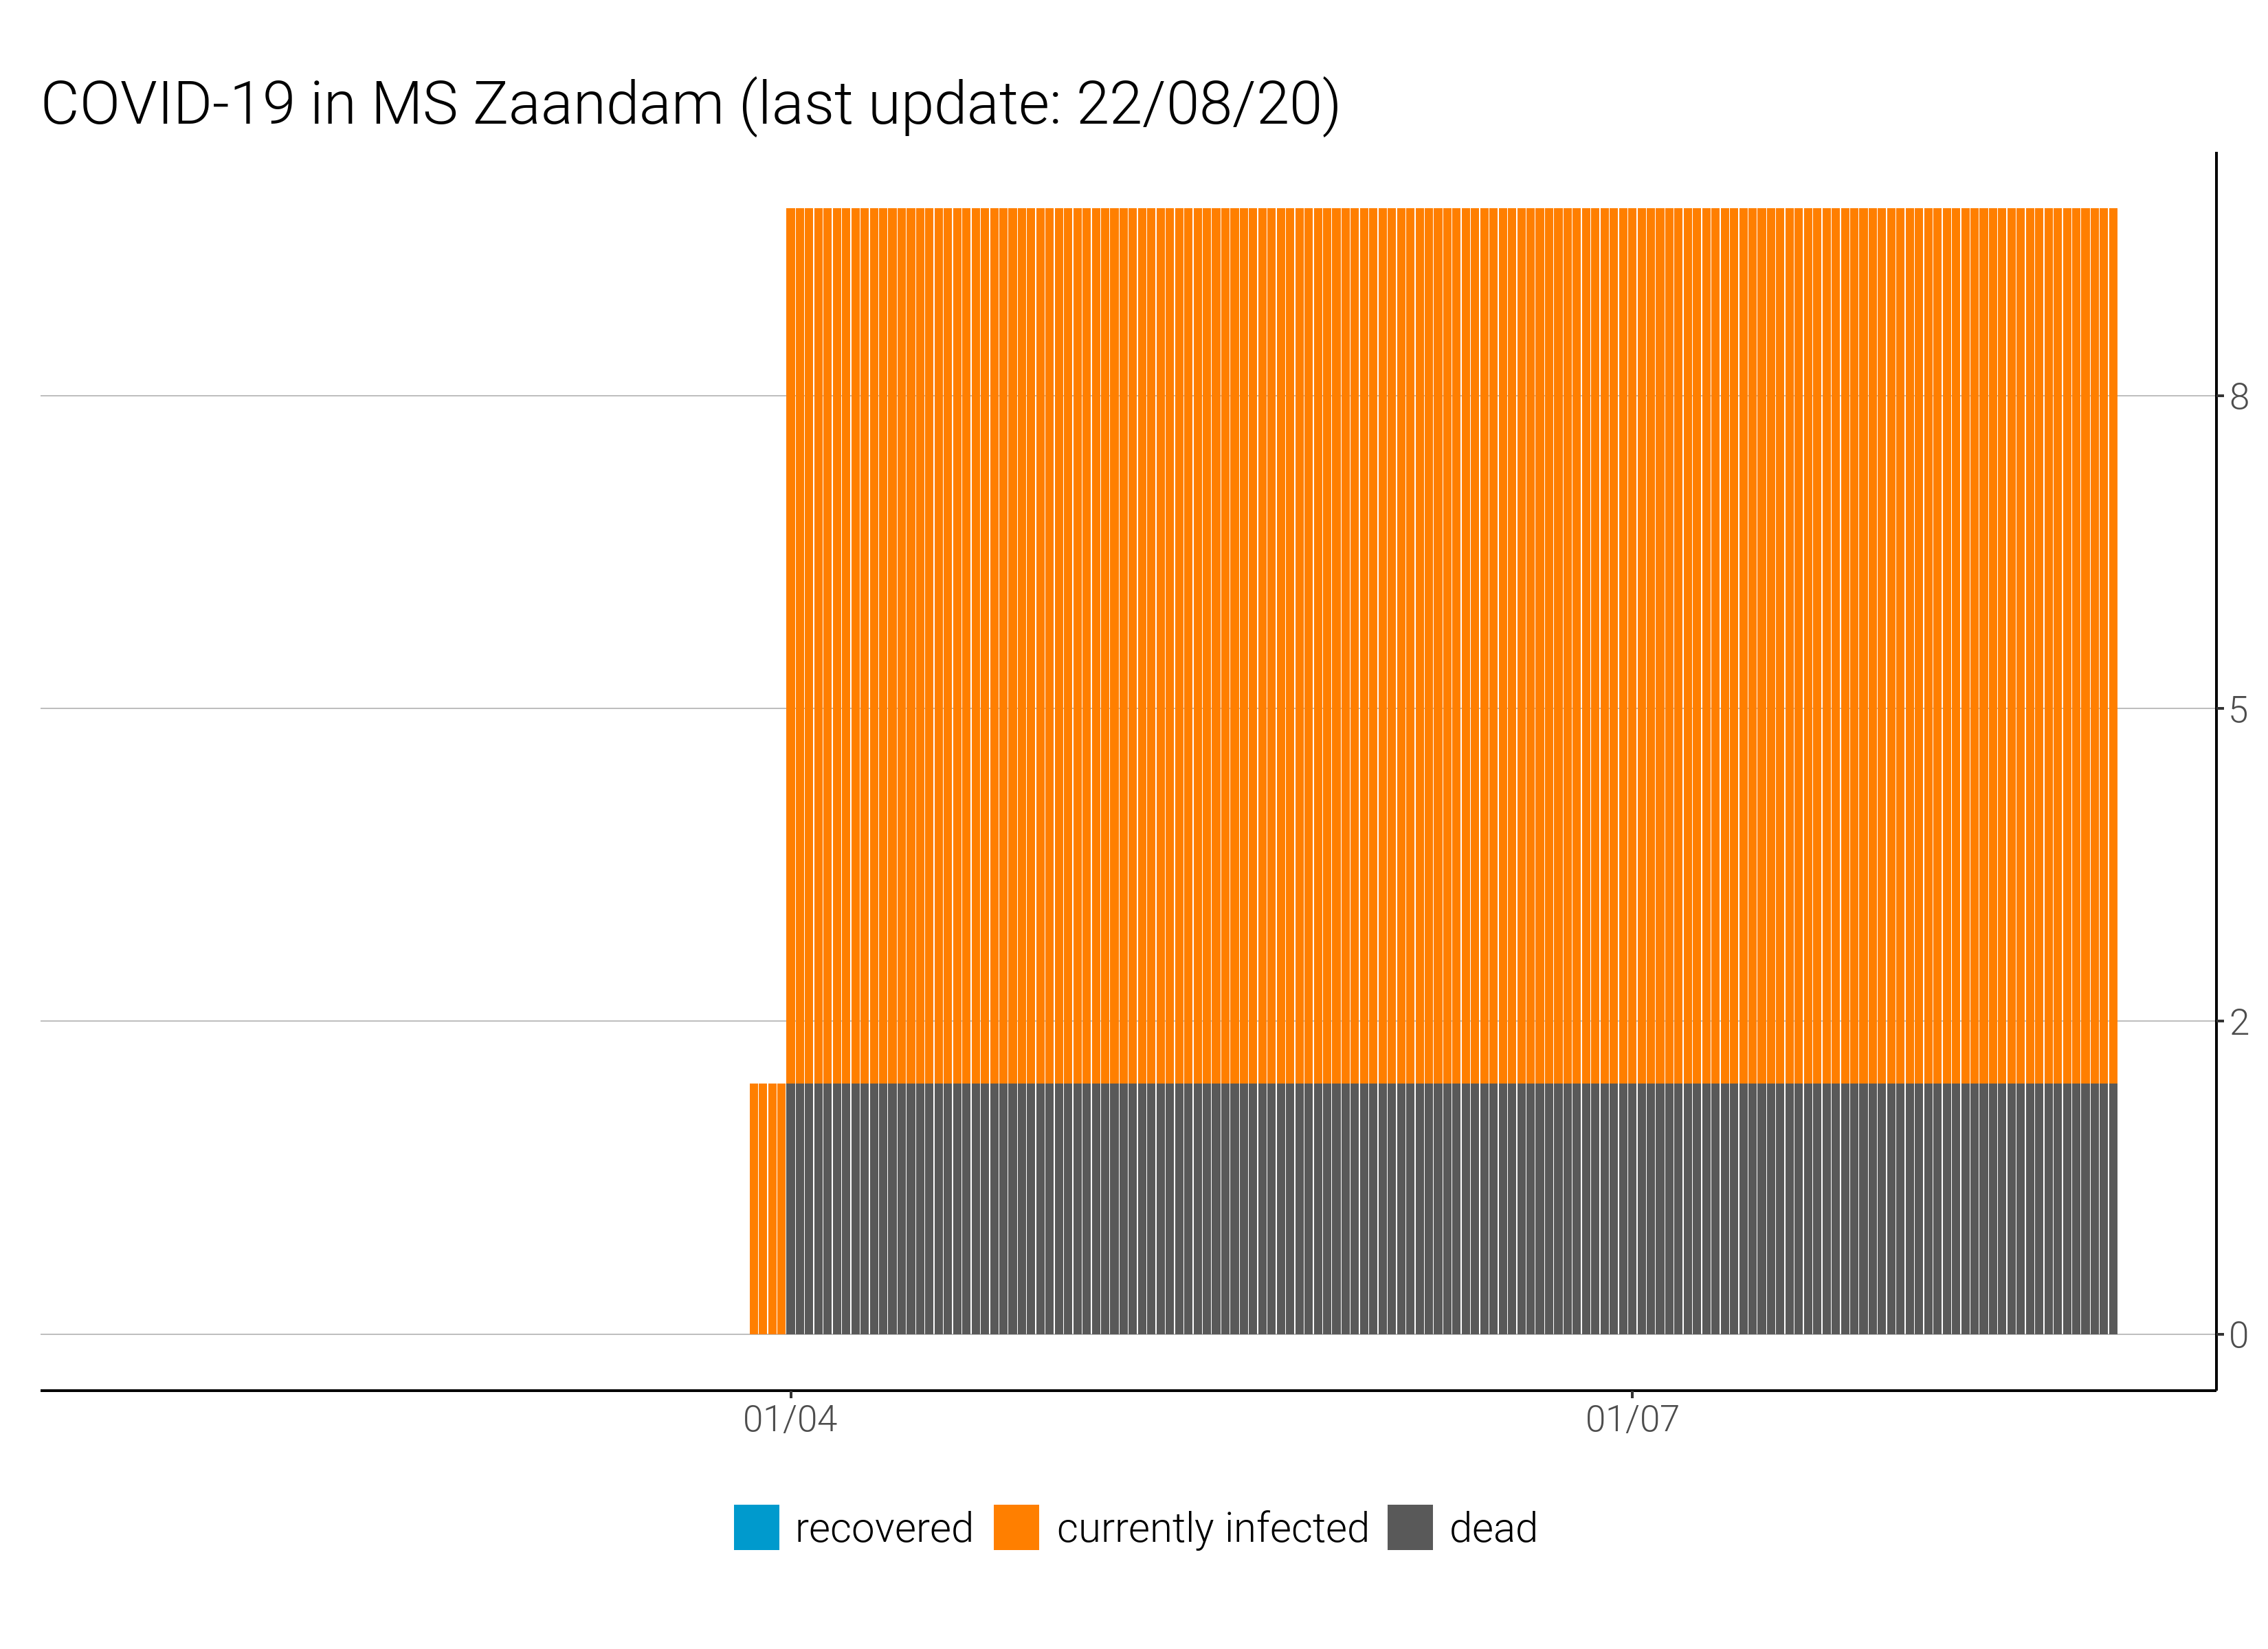 COVID-19 in MS Zaandam (last update: 22/08/20)
8
5
2
0
01/04 01/07
recovered currently infected dead